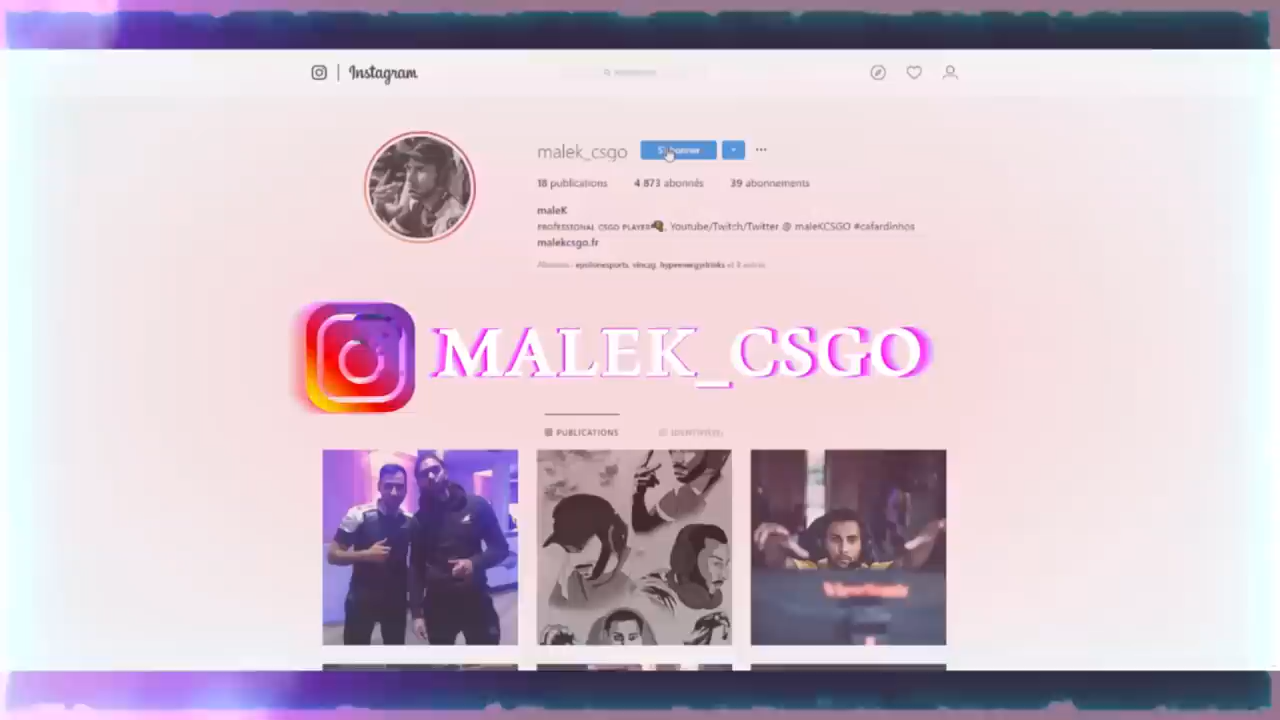 Instagram
malek_csgo S'abonner
18 publications 4 873 abonnés 39 abonnements
maleK
PROFESSIONAL CSGO PLAYER, Youtube/Twitch/Twitter @ maleKCSGO #cafardinhos
malekcsgo.fr
MALEK_CSGO
PUBLICATIONS IDENTIFIÉ(E)